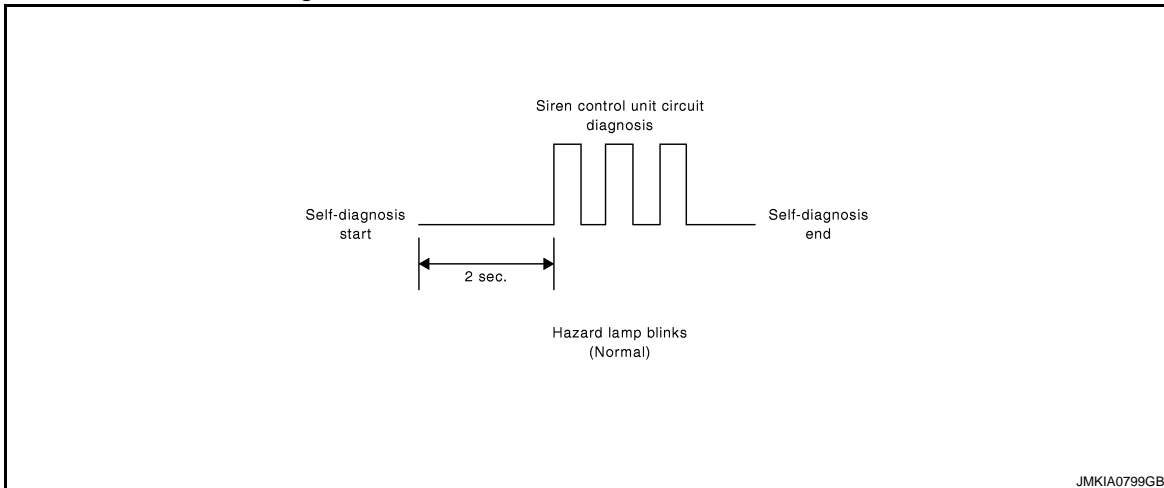 Siren control unit circuit
diagnosis
Self-diagnosis
start
Self-diagnosis
end
2 sec.
Hazard lamp blinks
(Normal)
JMKIA0799GB